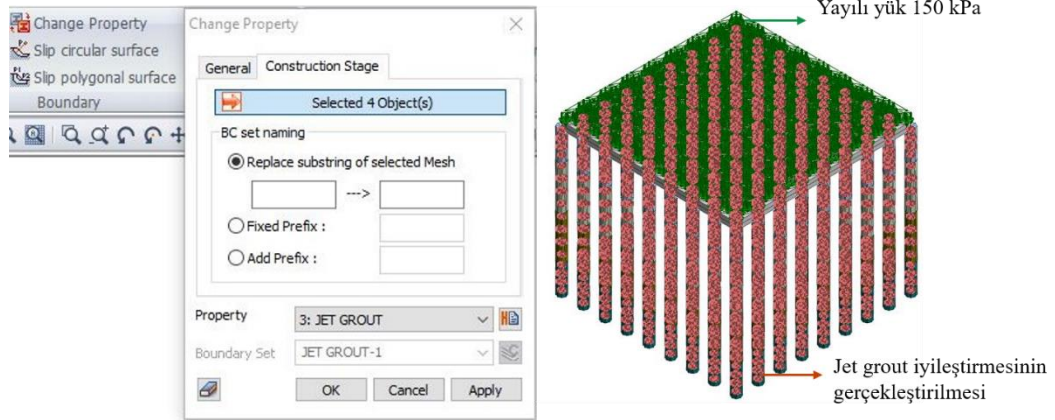 Change Property
Slip circular surface
Slip polygonal surface
Boundary
Change Property
General
Construction Stage
Selected 4 Object(s)
BC set naming
Replace substring of selected Mesh
--->
Fixed Prefix :
Add Prefix :
Property
3: JET GROUT
Boundary Set
JET GROUT-1
OK
Cancel
Apply
Yayılı yük 150 kPa
Jet grout iyileştirmesinin
gerçekleştirilmesi